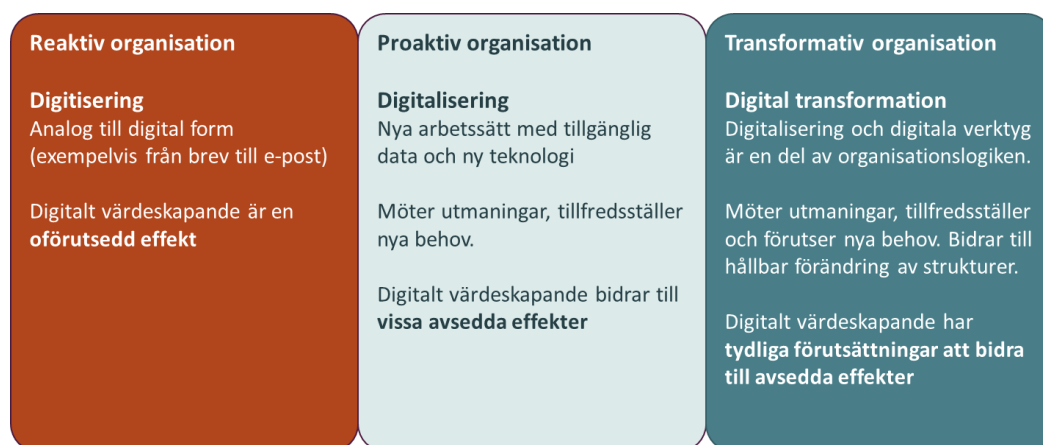 Reaktiv organisation
Digitisering
Analog till digital form
(exempelvis från brev till e-post)
Digitalt värdeskapande är en
oförutsedd effekt
Proaktiv organisation
Digitalisering
Nya arbetssätt med tillgänglig
data och ny teknologi
Möter utmaningar, tillfredsställer
nya behov.
Digitalt värdeskapande bidrar till
vissa avsedda effekter
Transformativ organisation
Digital transformation
Digitalisering och digitala verktyg
är en del av organisationslogiken.
Möter utmaningar, tillfredsställer
och förutser nya behov. Bidrar till
hållbar förändring av strukturer.
Digitalt värdeskapande har
tydliga förutsättningar att bidra
till avsedda effekter